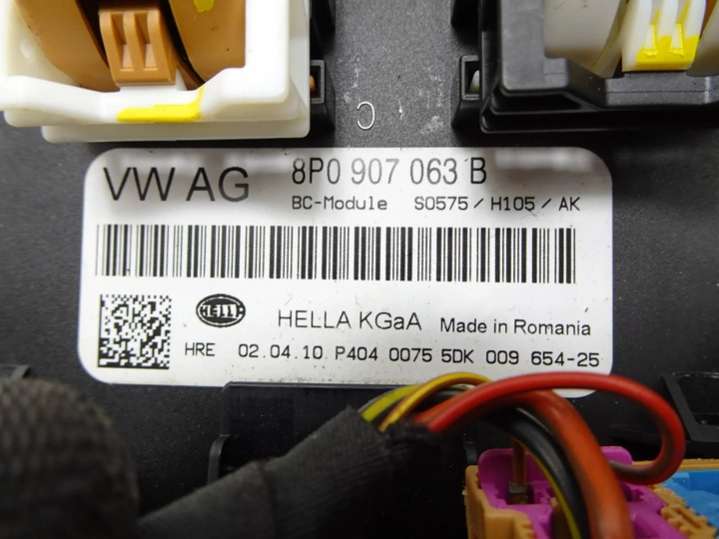 C
VW AG 8P0 907 063 B
BC-Module S0575/H105/AK
HELLA HELLA KGaA Made in Romania
HRE 02.04.10 P404 0075 5DK 009 654-25